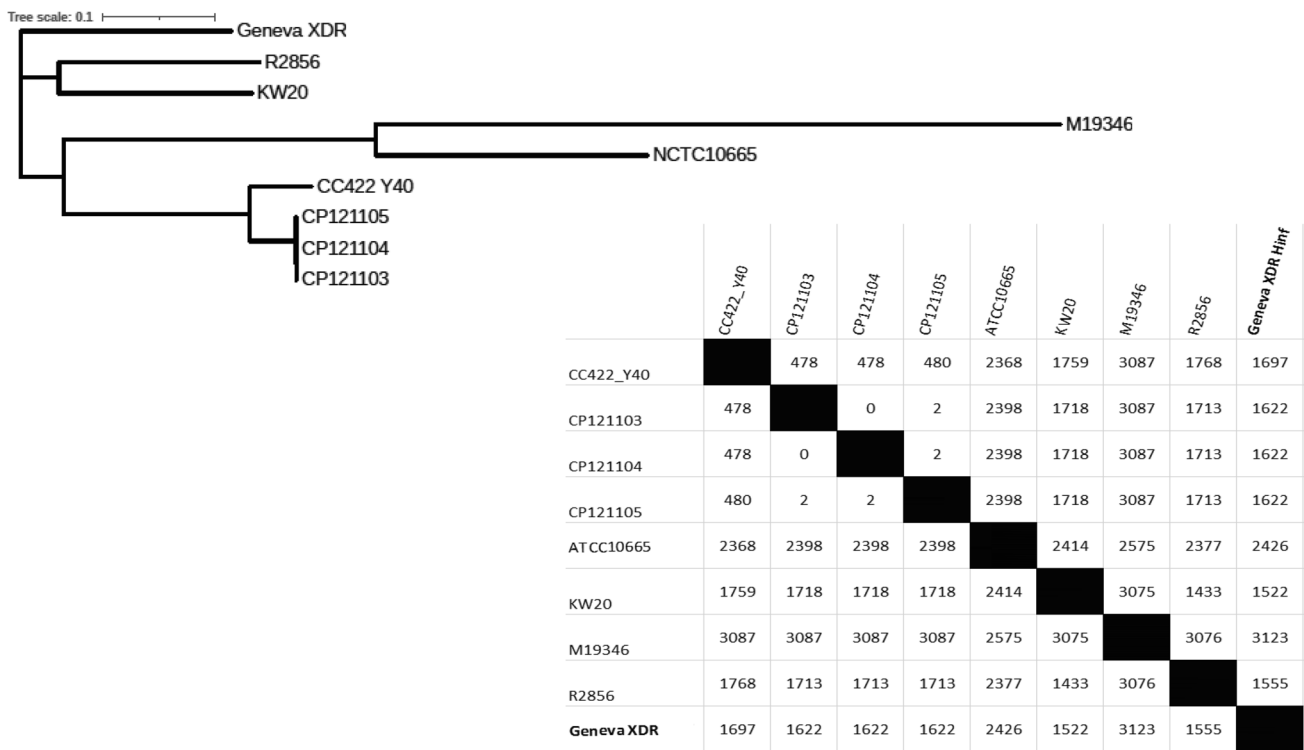 Tree scale: 0.1
Geneva XDR
R2856
KW20
M19346
NCTC10665
CC422 Y40
CP121105
CP121104
CP121103
CC422_Y40 CP121103 CP121104 CP121105 ATCC10665 KW20 M19346 R2856 Geneva XDR Hinf
CC422_Y40 478 478 480 2368 1759 3087 1768 1697
CP121103 478 0 2 2398 1718 3087 1713 1622
CP121104 478 0 2 2398 1718 3087 1713 1622
CP121105 480 2 2 2398 1718 3087 1713 1622
ATCC10665 2368 2398 2398 2398 2414 2575 2377 2426
KW20 1759 1718 1718 1718 2414 3075 1433 1522
M19346 3087 3087 3087 3087 2575 3075 3076 3123
R2856 1768 1713 1713 1713 2377 1433 3076 1555
Geneva XDR 1697 1622 1622 1622 2426 1522 3123 1555